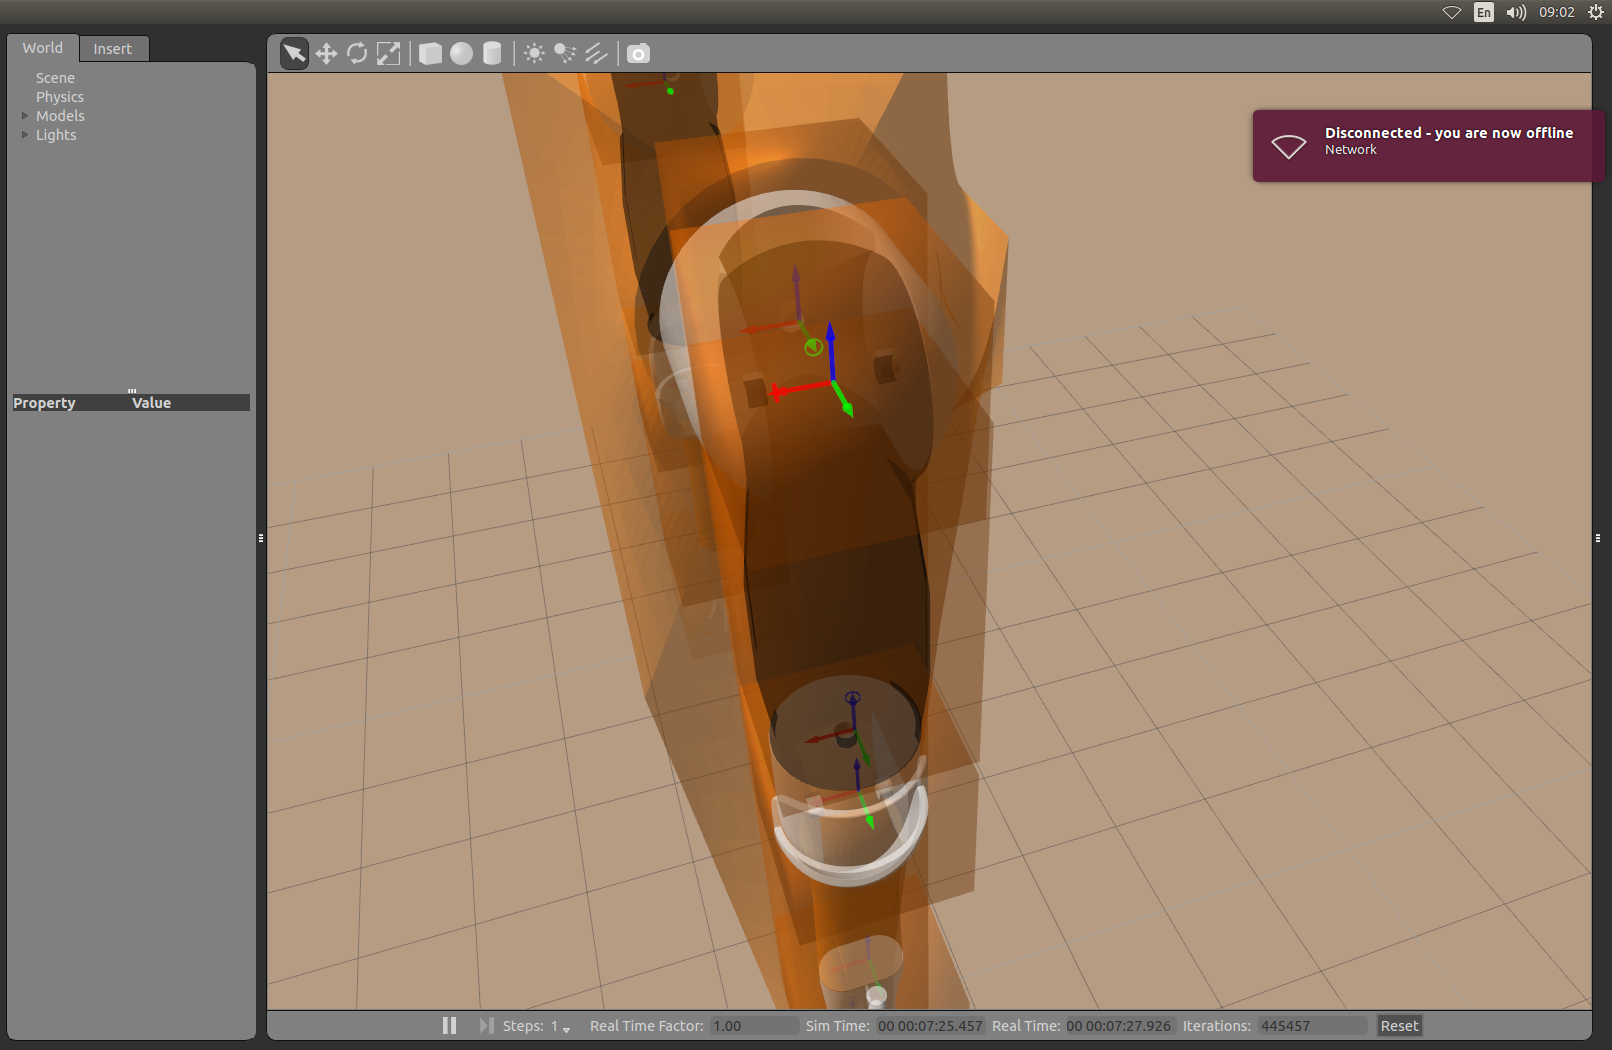 En 09:02
World Insert
Scene
Physics
Models
Lights
Property Value
Disconnected - you are now offline
Network
Steps: 1 Real Time Factor: 1.00 Sim Time: 00 00:07:25.457 Real Time: 00 00:07:27.926 Iterations: 445457 Reset